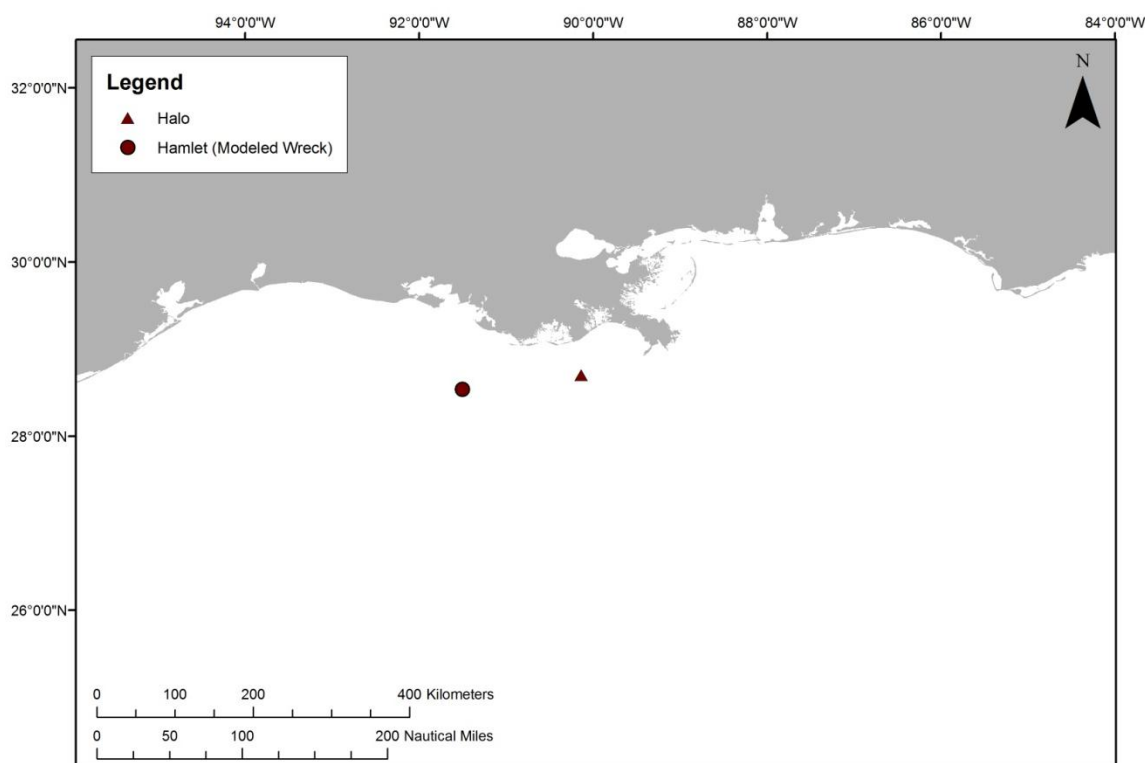 94°0'0"W 92°0'0"W 90°0'0"W 88°0'0"W 86°0'0"W 84°0'0"W
32°0'0"N
Legend
Halo
Hamlet (Modeled Wreck)
N
30°0'0"N
28°0'0"N
26°0'0"N
0 100 200 400 Kilometers
0 50 100 200 Nautical Miles